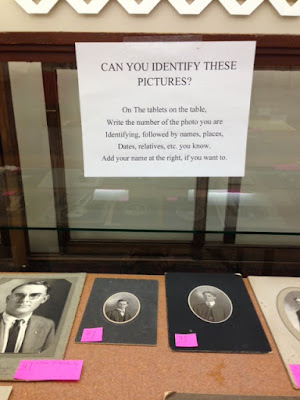 CAN YOU IDENTIFY THESE
PICTURES?
On The tablets on the table,
Write the number of the photo you are
Identifying, followed by names, places,
Dates, relatives, etc. you know.
Add your name at the right, if you want to.